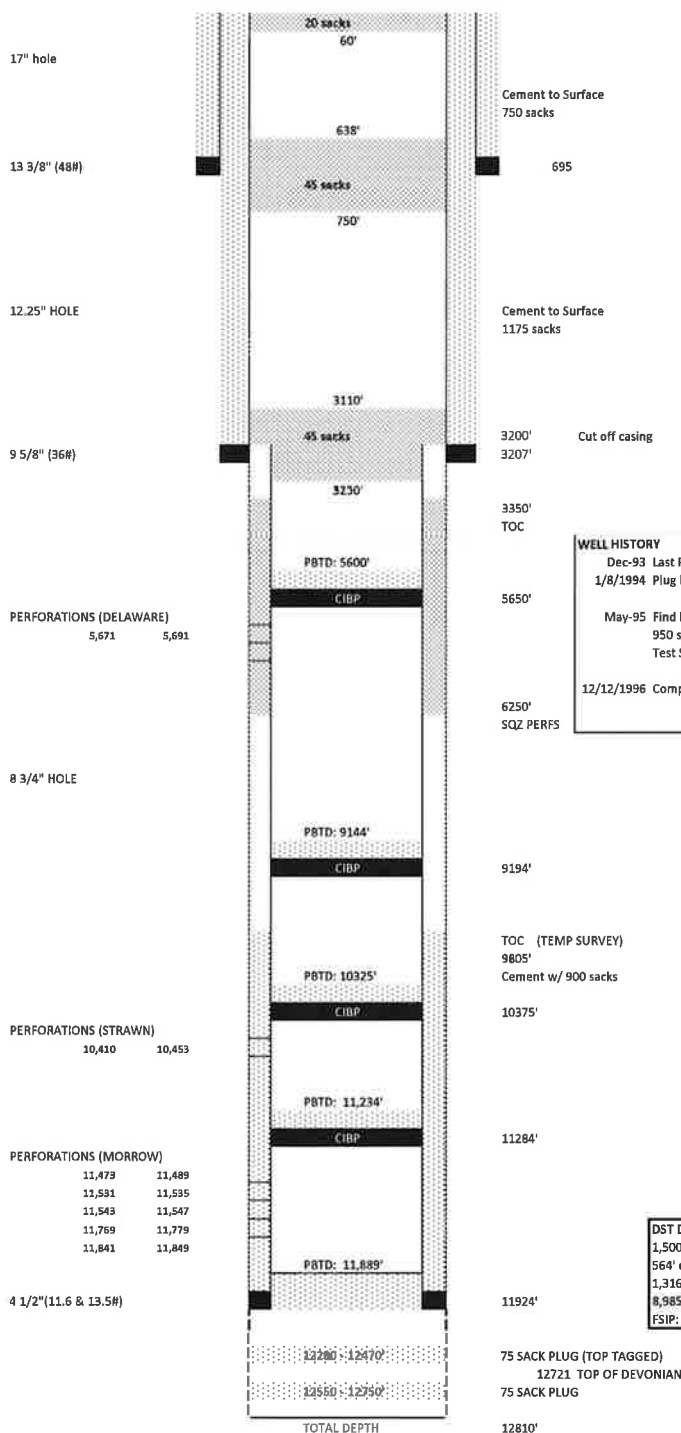 20 sacks
60'
17" hole
Cement to Surface
750 sacks
638'
13 3/8" (48#)
695
45 sacks
750'
12.25" HOLE
Cement to Surface
1175 sacks
3110'
45 sacks
3200' Cut off casing
9 5/8" (36#)
3207'
3250'
3350'
TOC
WELL HISTORY
Dec-93 Last
1/8/1994 Plug
May-95 Find
950
Test
12/12/1996
PBTD: 5600'
CIBP
5650'
PERFORATIONS (DELAWARE)
5,671 5,691
6250'
SQZ PERFS
8 3/4" HOLE
PBTD: 9144'
CIBP
9194'
TOC (TEMP SURVEY)
9805'
Cement w/ 900 sacks
PBTD: 10325'
CIBP
10375'
PERFORATIONS (STRAWN)
10,410 10,453
PBTD: 11,234'
CIBP
11284'
PERFORATIONS (MORROW)
11,473 11,489
11,531 11,535
11,543 11,547
11,769 11,779
11,841 11,849
DST
1,500
564'
1,316
8,985
FSIP:
PBTD: 11,889'
4 1/2"(11.6 & 13.5#)
11924'
12280 - 12470'
75 SACK PLUG (TOP TAGGED)
12721 TOP OF DEVONIAN
12550 - 12750'
75 SACK PLUG
TOTAL DEPTH
12810'